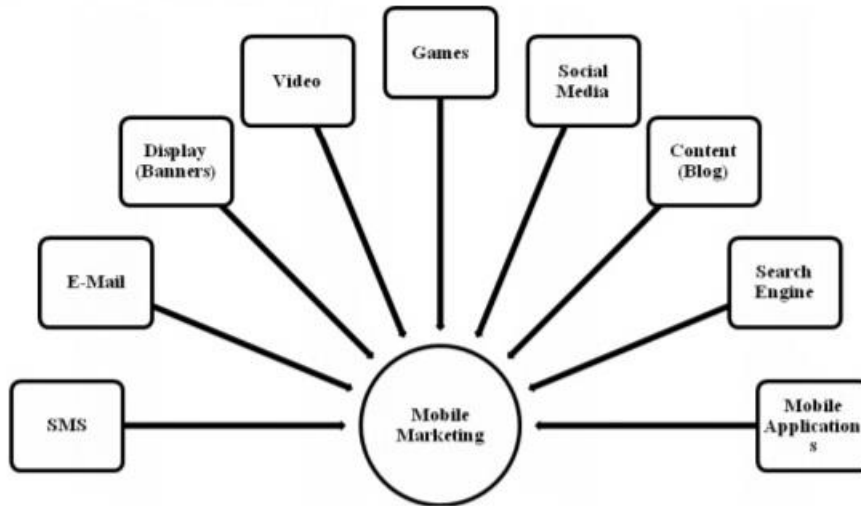 Games
Video
Social
Media
Display
(Banners)
Content
(Blog)
E-Mail
Search
Engine
SMS
Mobile
Marketing
Mobile
Application
s